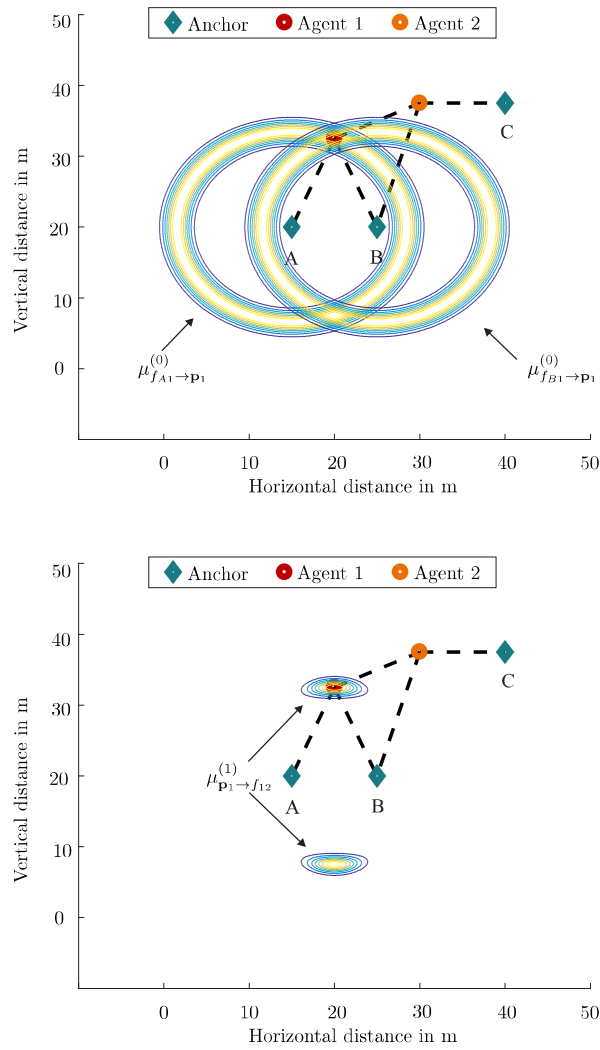 Anchor Agent 1 Agent 2
50
40
30
20
10
0
Vertical distance in m
C
A B
μ^{(0)}_{f_{A1}→p_1} μ^{(0)}_{f_{B1}→p_1}
0 10 20 30 40 50
Horizontal distance in m
Anchor Agent 1 Agent 2
50
40
30
20
10
0
Vertical distance in m
C
μ^{(1)}_{p_1→f_{12}}
A B
0 10 20 30 40 50
Horizontal distance in m